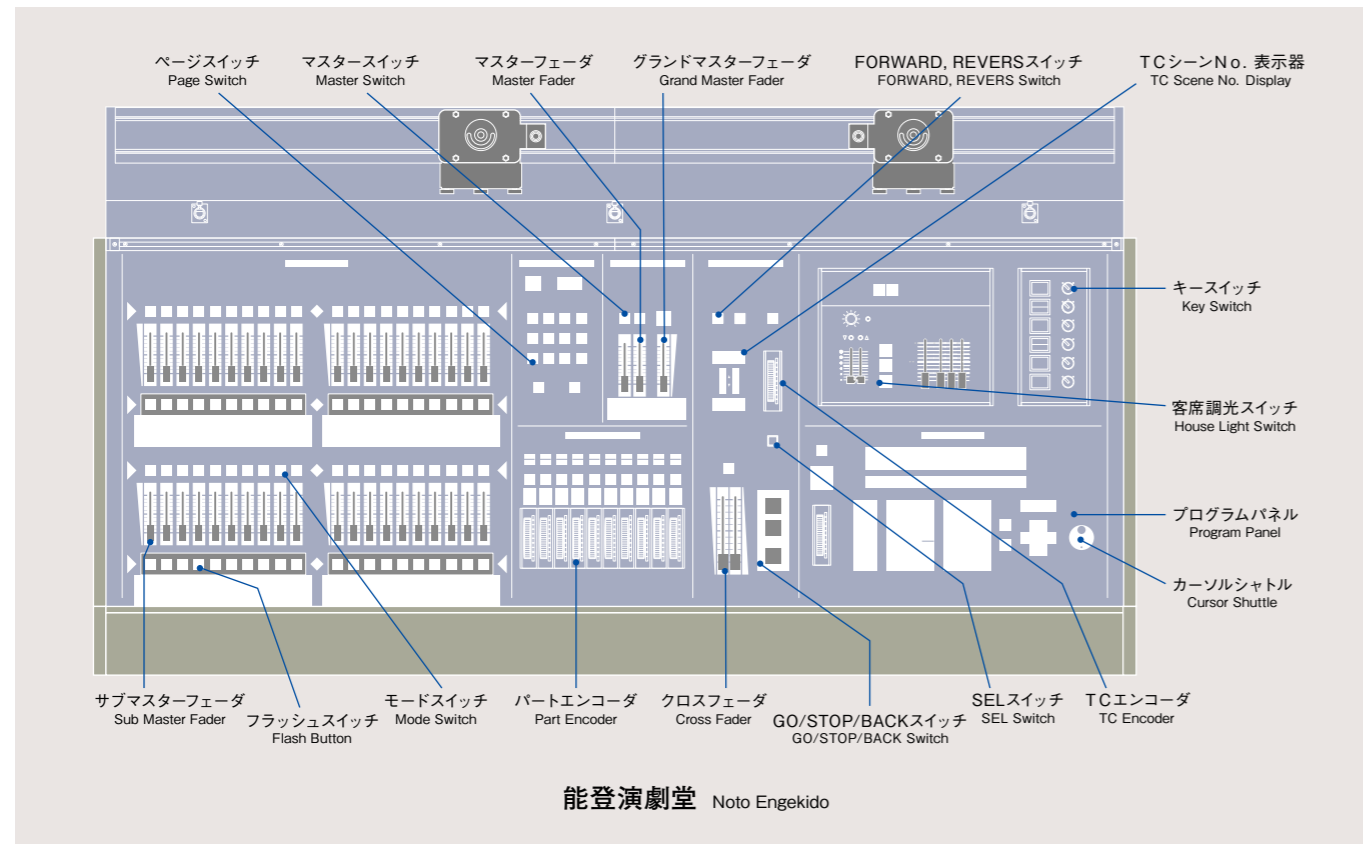 ページスイッチ
Page Switch
マスタースイッチ
Master Switch
マスターフェーダ
Master Fader
グランドマスターフェーダ
Grand Master Fader
FORWARD, REVERSスイッチ
FORWARD, REVERS Switch
TCシーンNo. 表示器
TC Scene No. Display
キースイッチ
Key Switch
客席調光スイッチ
House Light Switch
プログラムパネル
Program Panel
カーソルシャトル
Cursor Shuttle
サブマスターフェーダ
Sub Master Fader
フラッシュスイッチ
Flash Button
モードスイッチ
Mode Switch
パートエンコーダ
Part Encoder
クロスフェーダ
Cross Fader
GO/STOP/BACKスイッチ
GO/STOP/BACK Switch
SELスイッチ
SEL Switch
TCエンコーダ
TC Encoder
能登演劇堂 Noto Engekido